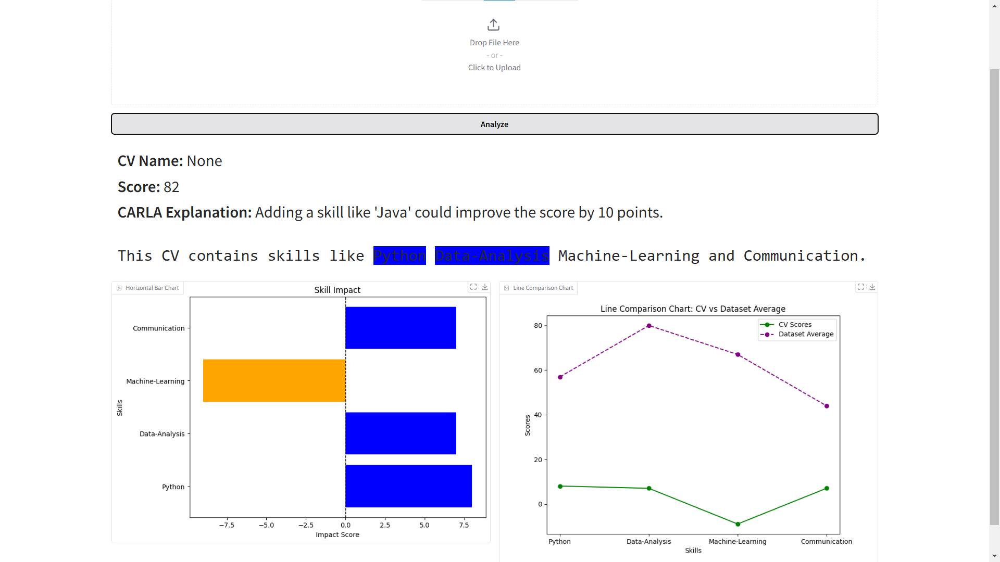 Drop File Here
- or -
Click to Upload
Analyze
CV Name: None
Score: 82
CARLA Explanation: Adding a skill like 'Java' could improve the score by 10 points.
This CV contains skills like Python Data-Analysis Machine-Learning and Communication.
Horizontal Bar Chart
Skill Impact
Communication
Machine-Learning
Data-Analysis
Python
Skills
−7.5 −5.0 −2.5 0.0 2.5 5.0 7.5
Impact Score
Line Comparison Chart
Line Comparison Chart: CV vs Dataset Average
CV Scores
Dataset Average
80
60
40
20
0
Scores
Python Data-Analysis Machine-Learning Communication
Skills